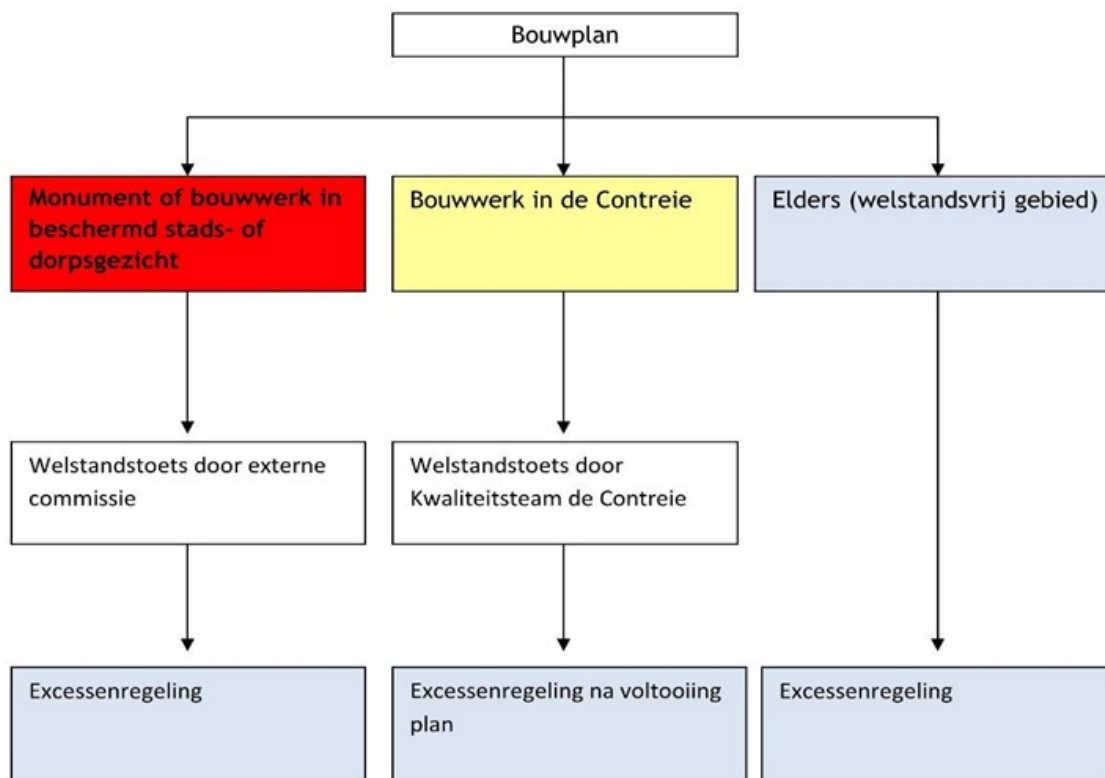 Bouwplan
Monument of bouwwerk in
beschermd stads- of
dorpsgezicht
Bouwwerk in de Contreie
Elders (welstandsvrij gebied)
Welstandstoets door externe
commissie
Welstandstoets door
Kwaliteitsteam de Contreie
Excessenregeling
Excessenregeling na voltooiing
plan
Excessenregeling